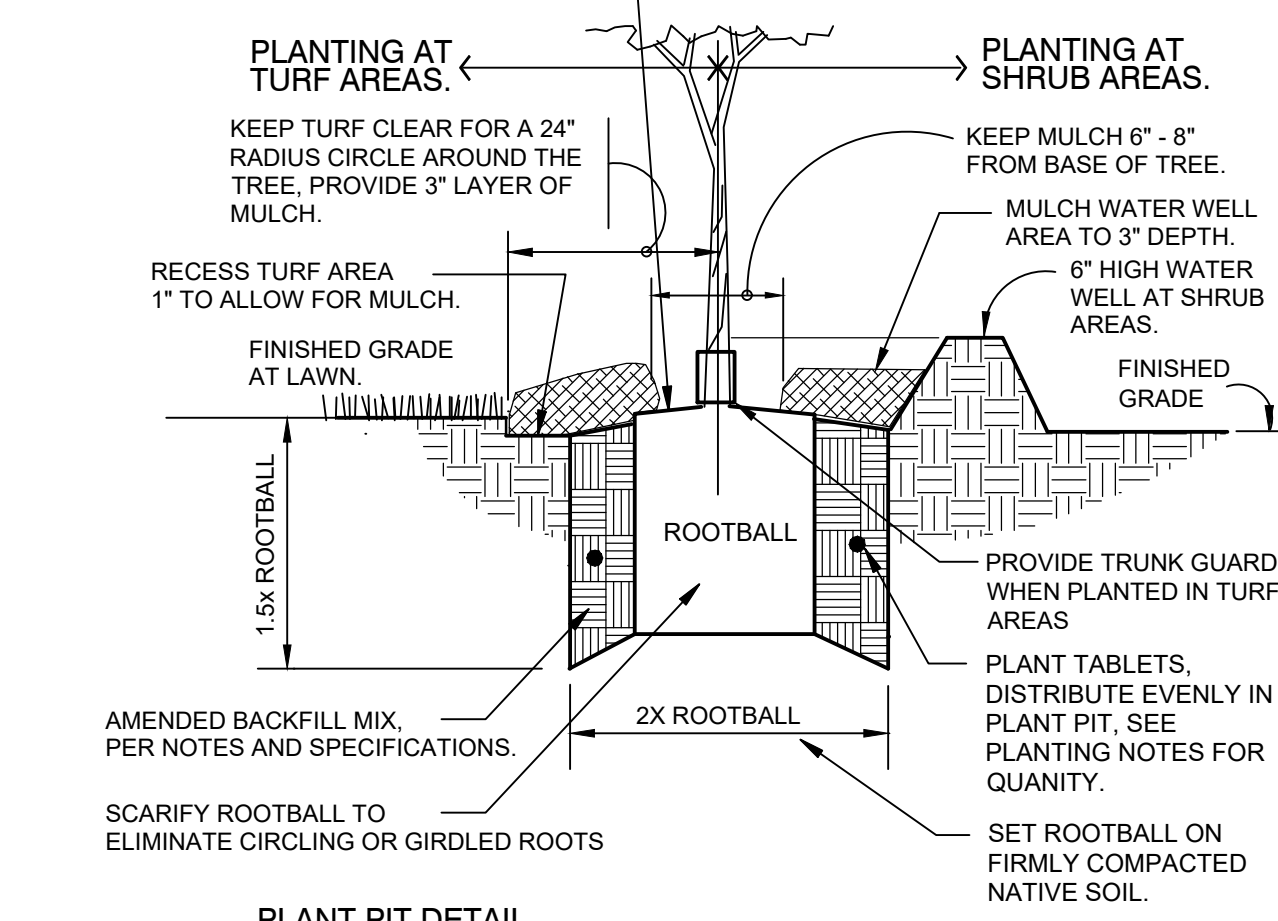 PLANTING AT
TURF AREAS.
PLANTING AT
SHRUB AREAS.
KEEP TURF CLEAR FOR A 24"
RADIUS CIRCLE AROUND THE
TREE, PROVIDE 3" LAYER OF
MULCH.
KEEP MULCH 6" - 8"
FROM BASE OF TREE.
MULCH WATER WELL
AREA TO 3" DEPTH.
RECESS TURF AREA
1" TO ALLOW FOR MULCH.
6" HIGH WATER
WELL AT SHRUB
AREAS.
FINISHED GRADE
AT LAWN.
FINISHED
GRADE
1.5x ROOTBALL
ROOTBALL
PROVIDE TRUNK GUARD
WHEN PLANTED IN TURF
AREAS
PLANT TABLETS,
DISTRIBUTE EVENLY IN
PLANT PIT, SEE
PLANTING NOTES FOR
QUANITY.
2X ROOTBALL
AMENDED BACKFILL MIX,
PER NOTES AND SPECIFICATIONS.
SCARIFY ROOTBALL TO
ELIMINATE CIRCLING OR GIRDLED ROOTS
SET ROOTBALL ON
FIRMLY COMPACTED
NATIVE SOIL.
PLANT PIT DETAIL